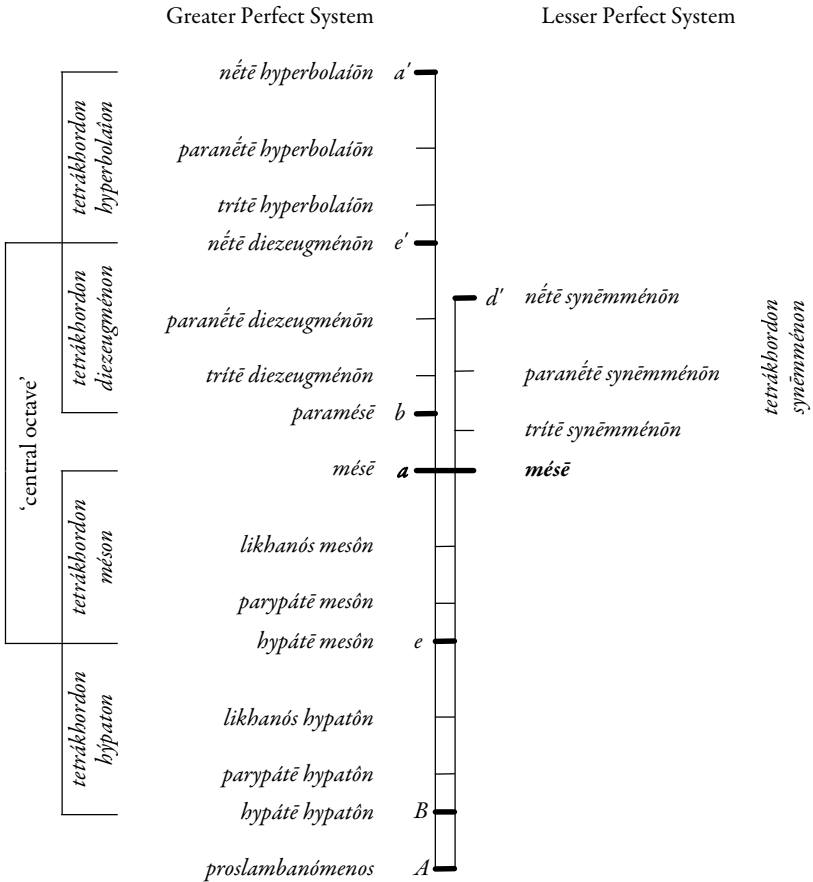 Greater Perfect System
Lesser Perfect System
nḗtē hyperbolaíōn a'
paranḗtē hyperbolaíōn
trítē hyperbolaíōn
nḗtē diezeugménōn e'
paranḗtē diezeugménōn
trítē diezeugménōn
paramésē b
mésē a
likhanós mesôn
parypátē mesôn
hypátē mesôn e
likhanós hypatôn
parypátē hypatôn
hypátē hypatôn B
proslambanómenos A
d' nḗtē synēmménōn
paranḗtē synēmménōn
trítē synēmménōn
mésē
tetrákhordon
hyperbolaîon
tetrákhordon
diezeugménon
tetrákhordon
méson
tetrákhordon
hýpaton
‘central octave’
tetrákhordon
synēmménon